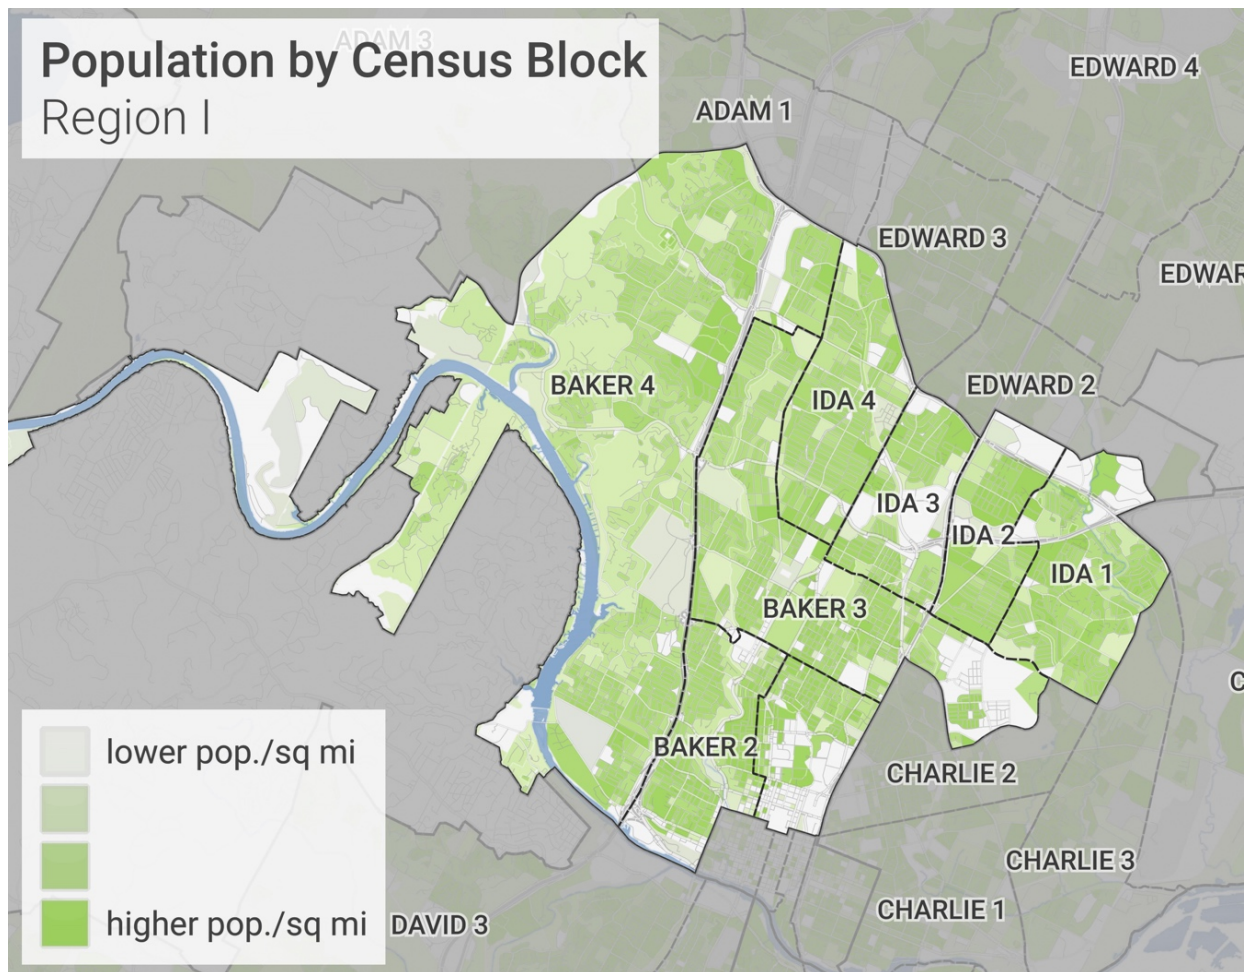 Population by Census Block
Region I
ADAM 3
EDWARD 4
ADAM 1
EDWARD 3
EDWAR
BAKER 4
EDWARD 2
IDA 4
IDA 3
IDA 2
IDA 1
BAKER 3
C
BAKER 2
CHARLIE 2
CHARLIE 3
CHARLIE 1
DAVID 3
lower pop./sq mi
higher pop./sq mi